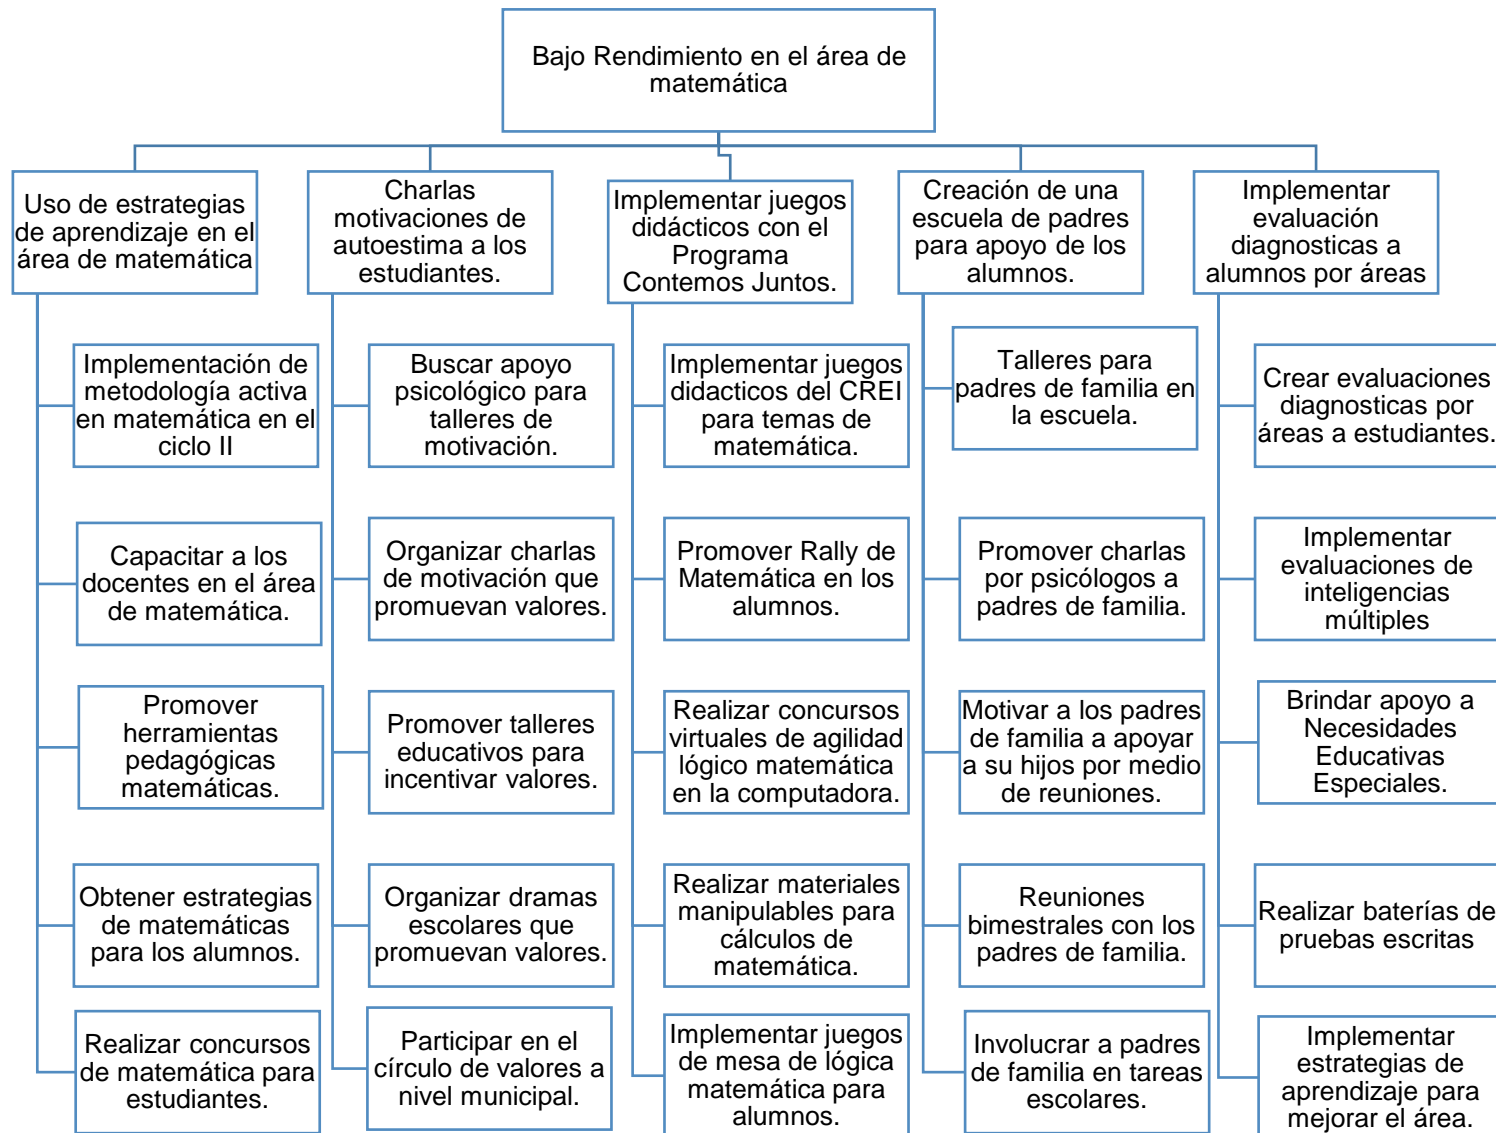 Bajo Rendimiento en el área de
matemática
Uso de estrategias
de aprendizaje en el
área de matemática
Implementación de
metodología activa
en matemática en el
ciclo II
Capacitar a los
docentes en el área
de matemática.
Promover
herramientas
pedagógicas
matemáticas.
Obtener estrategias
de matemáticas
para los alumnos.
Realizar concursos
de matemática para
estudiantes.
Charlas
motivaciones de
autoestima a los
estudiantes.
Buscar apoyo
psicológico para
talleres de
motivación.
Organizar charlas
de motivación que
promuevan valores.
Promover talleres
educativos para
incentivar valores.
Organizar dramas
escolares que
promuevan valores.
Participar en el
círculo de valores a
nivel municipal.
Implementar juegos
didácticos con el
Programa
Contemos Juntos.
Implementar juegos
didacticos del CREI
para temas de
matemática.
Promover Rally de
Matemática en los
alumnos.
Realizar concursos
virtuales de agilidad
lógico matemática
en la computadora.
Realizar materiales
manipulables para
cálculos de
matemática.
Implementar juegos
de mesa de lógica
matemática para
alumnos.
Creación de una
escuela de padres
para apoyo de los
alumnos.
Talleres para
padres de familia en
la escuela.
Promover charlas
por psicólogos a
padres de familia.
Motivar a los padres
de familia a apoyar
a su hijos por medio
de reuniones.
Reuniones
bimestrales con los
padres de familia.
Involucrar a padres
de familia en tareas
escolares.
Implementar
evaluación
diagnosticas a
alumnos por áreas
Crear evaluaciones
diagnosticas por
áreas a estudiantes.
Implementar
evaluaciones de
inteligencias
múltiples
Brindar apoyo a
Necesidades
Educativas
Especiales.
Realizar baterías de
pruebas escritas
Implementar
estrategias de
aprendizaje para
mejorar el área.